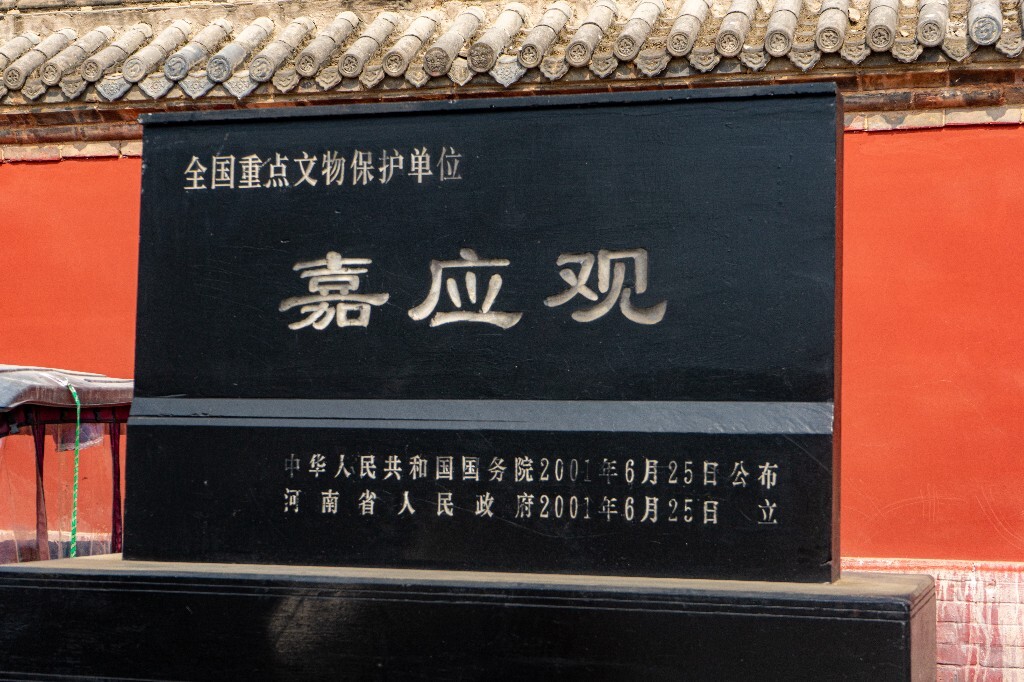 全国重点文物保护单位
嘉应观
中华人民共和国国务院2001年6月25日公布
河南省人民政府2001年6月25日 立